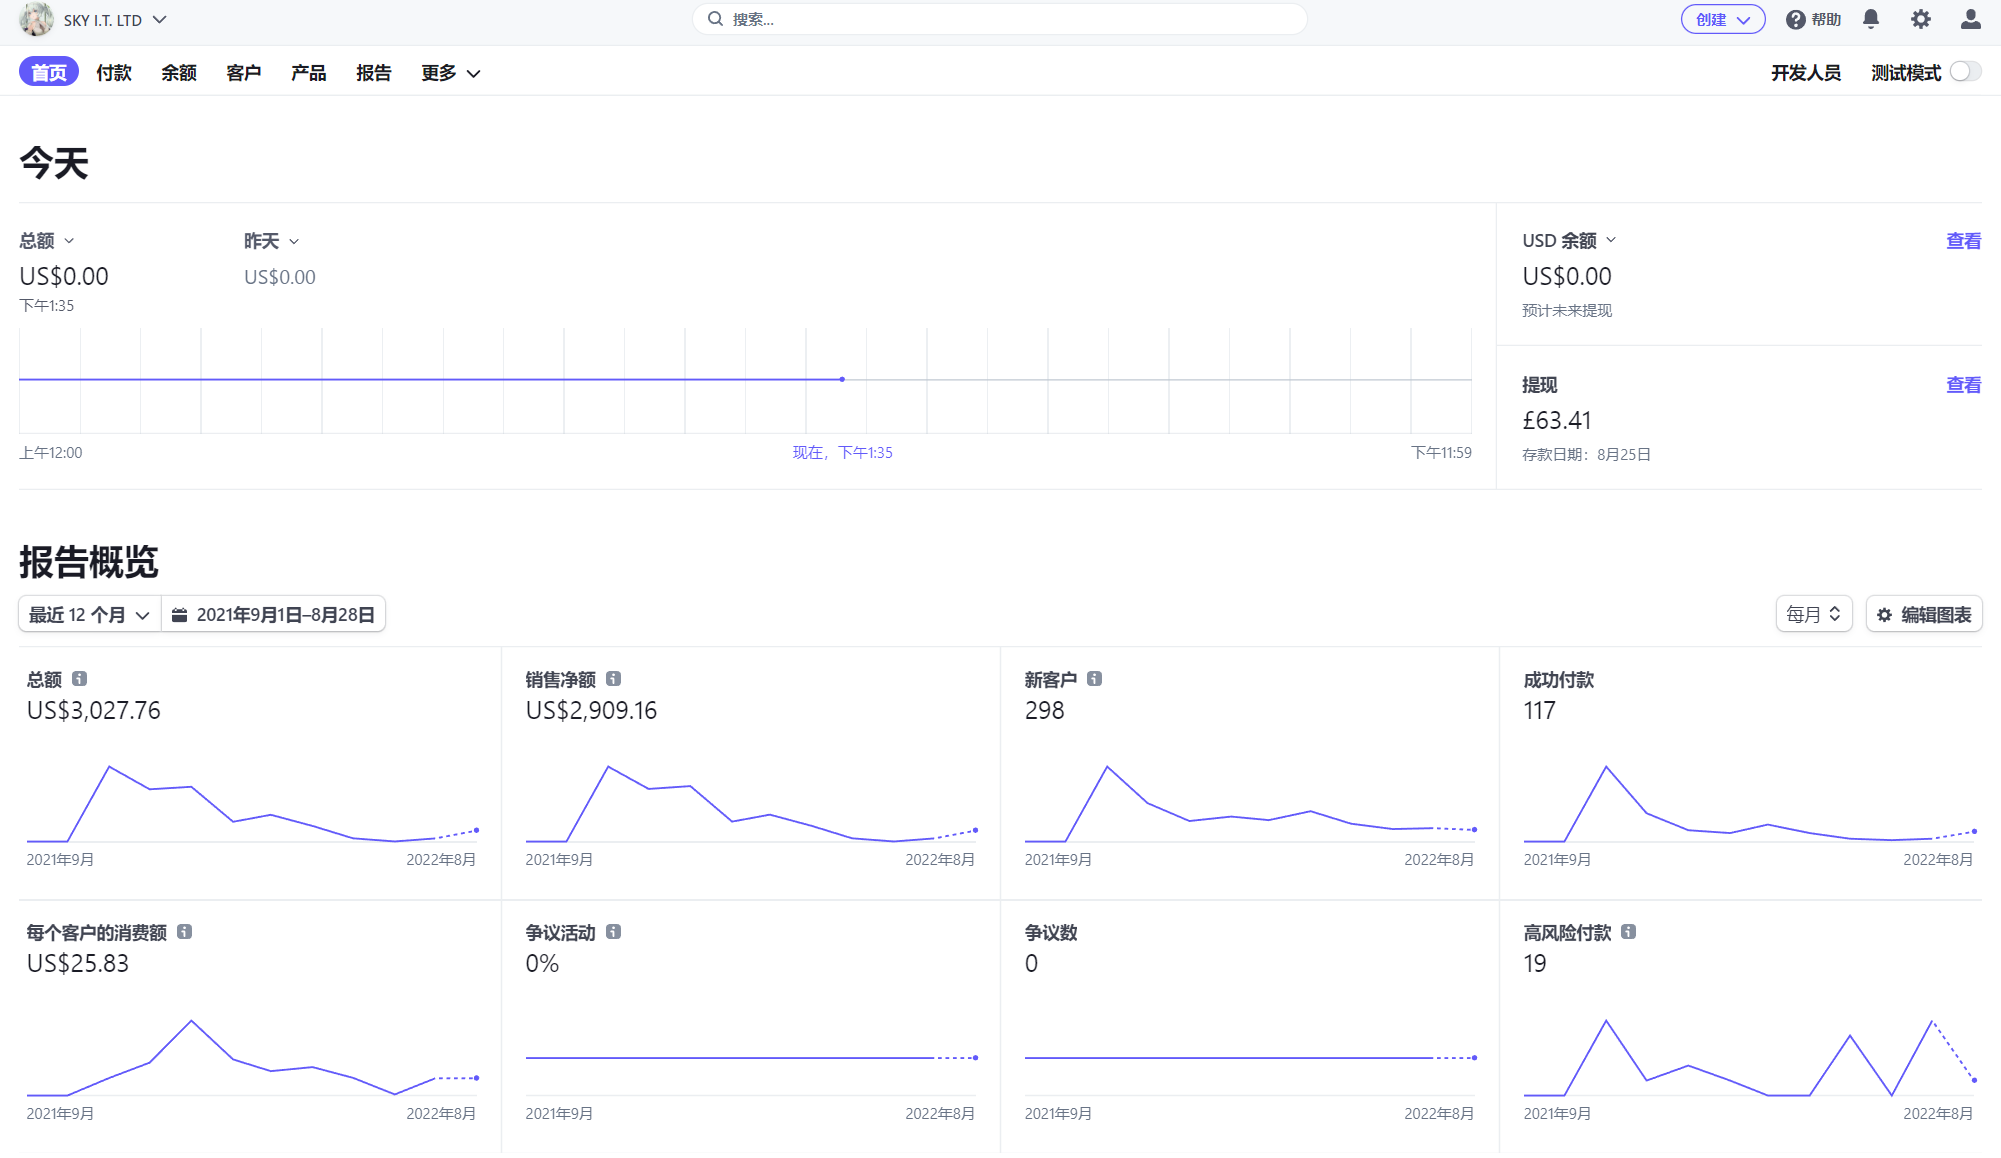 SKY I.T. LTD
搜索...
创建
帮助
首页 付款 余额 客户 产品 报告 更多
开发人员 测试模式
今天
总额 昨天
US$0.00 US$0.00
下午1:35
上午12:00 现在，下午1:35 下午11:59
USD 余额 查看
US$0.00
预计未来提现
提现 查看
£63.41
存款日期：8月25日
报告概览
最近 12 个月 2021年9月1日–8月28日 每月 编辑图表
总额
US$3,027.76
2021年9月 2022年8月
销售净额
US$2,909.16
2021年9月 2022年8月
新客户
298
2021年9月 2022年8月
成功付款
117
2021年9月 2022年8月
每个客户的消费额
US$25.83
2021年9月 2022年8月
争议活动
0%
2021年9月 2022年8月
争议数
0
2021年9月 2022年8月
高风险付款
19
2021年9月 2022年8月